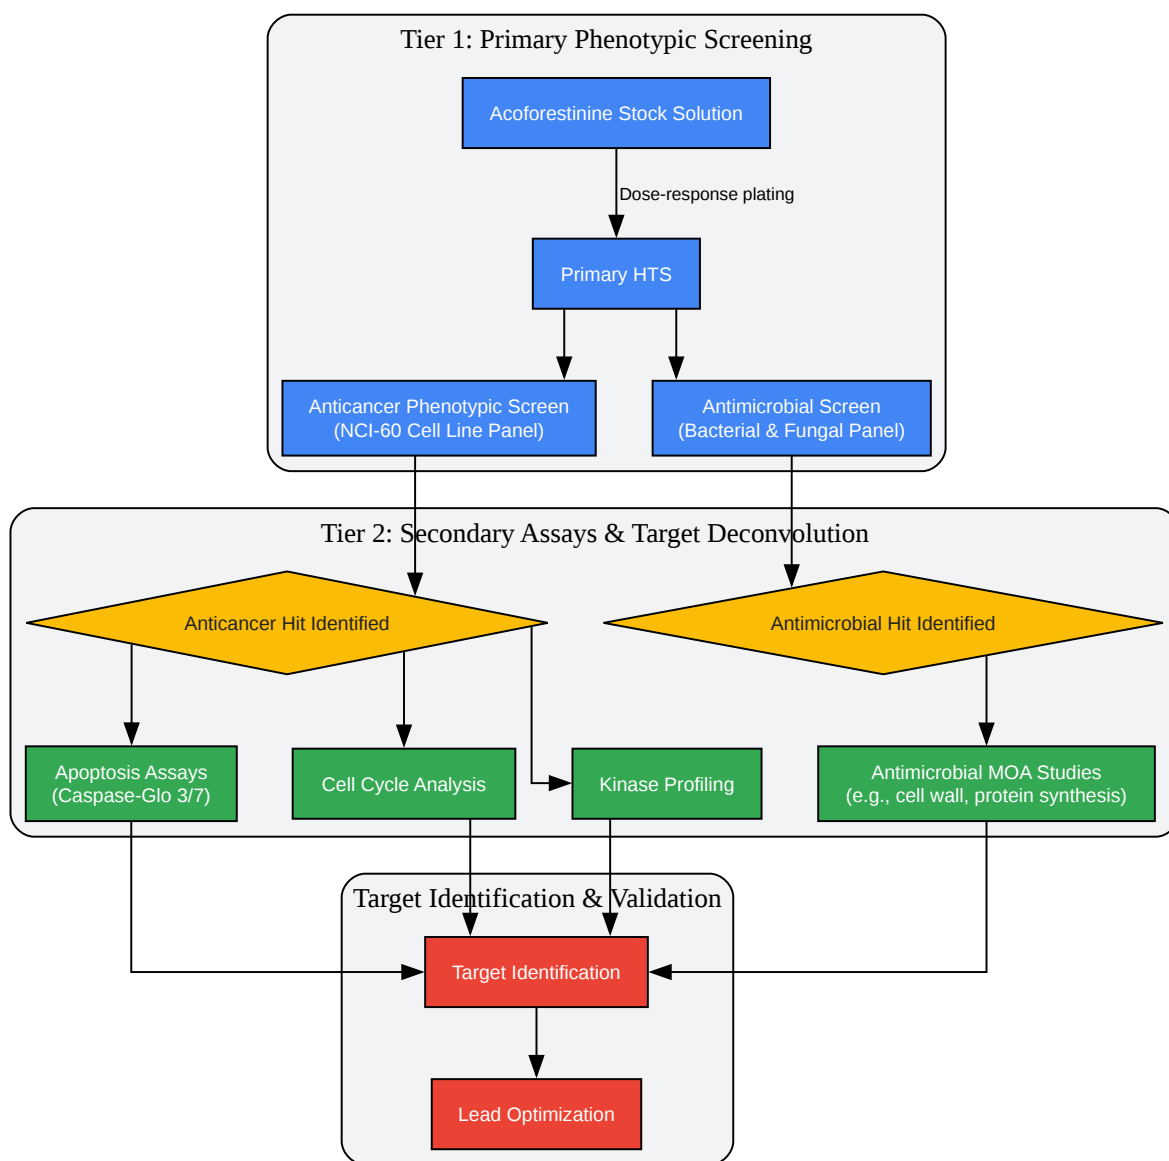 Tier 1: Primary Phenotypic Screening
Acoforestinine Stock Solution
Dose-response plating
Primary HTS
Anticancer Phenotypic Screen
(NCI-60 Cell Line Panel)
Antimicrobial Screen
(Bacterial & Fungal Panel)
Tier 2: Secondary Assays & Target Deconvolution
Anticancer Hit Identified
Antimicrobial Hit Identified
Apoptosis Assays
(Caspase-Glo 3/7)
Cell Cycle Analysis
Kinase Profiling
Antimicrobial MOA Studies
(e.g., cell wall, protein synthesis)
Target Identification & Validation
Target Identification
Lead Optimization